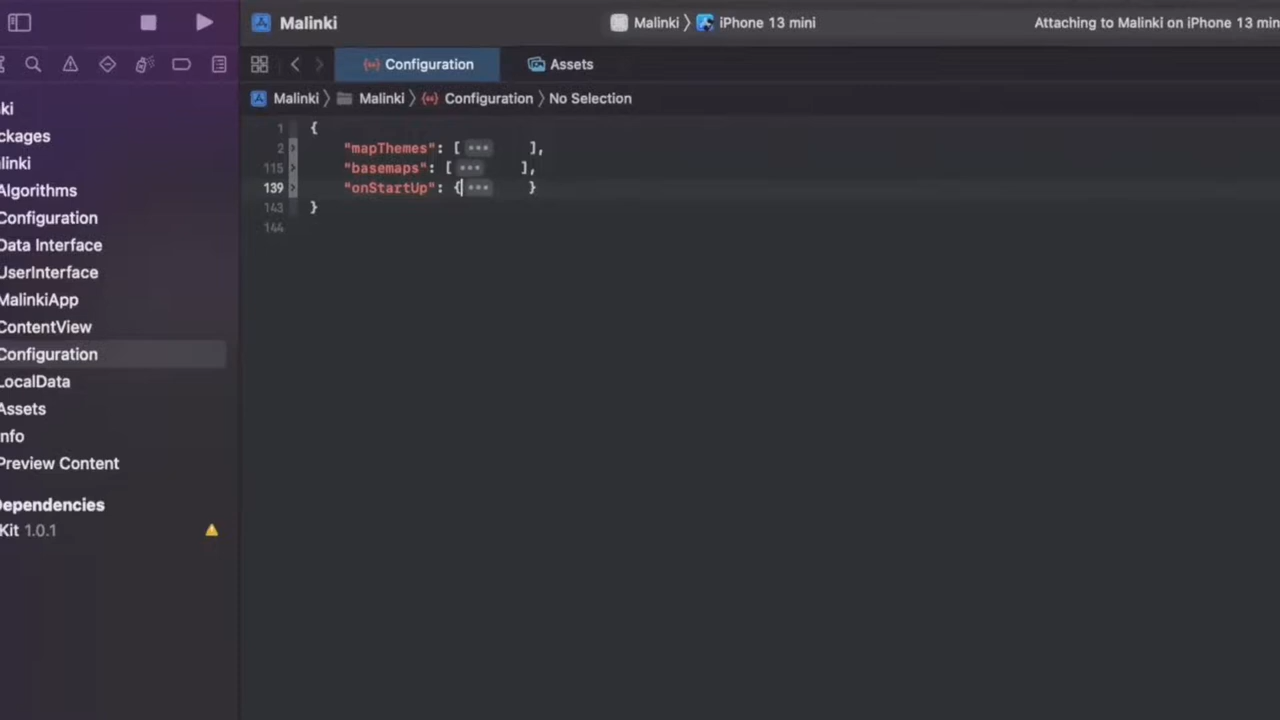 Malinki
Malinki
iPhone 13 mini
Attaching to Malinki on iPhone 13 min
Configuration
Assets
Malinki
Malinki
Configuration
No Selection
ki
ckages
linki
Algorithms
Configuration
Data Interface
UserInterface
MalinkiApp
ContentView
Configuration
LocalData
Assets
nfo
Preview Content
Dependencies
Kit 1.0.1
1 {
2 "mapThemes": [ ••• ],
115 "basemaps": [ ••• ],
139 "onStartUp": { ••• }
143 }
144